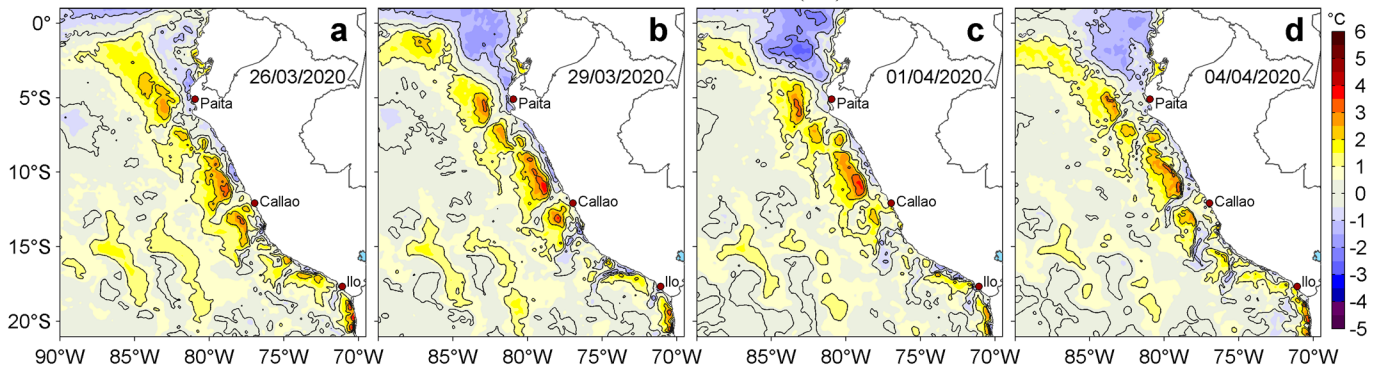 a b c d °C
0° 5°S 10°S 15°S 20°S
26/03/2020 29/03/2020 01/04/2020 04/04/2020
Paita Paita Paita Paita
Callao Callao Callao Callao
Ilo Ilo Ilo Ilo
6
5
4
3
2
1
0
-1
-2
-3
-4
-5
90°W 85°W 80°W 75°W 70°W 85°W 80°W 75°W 70°W 85°W 80°W 75°W 70°W 85°W 80°W 75°W 70°W